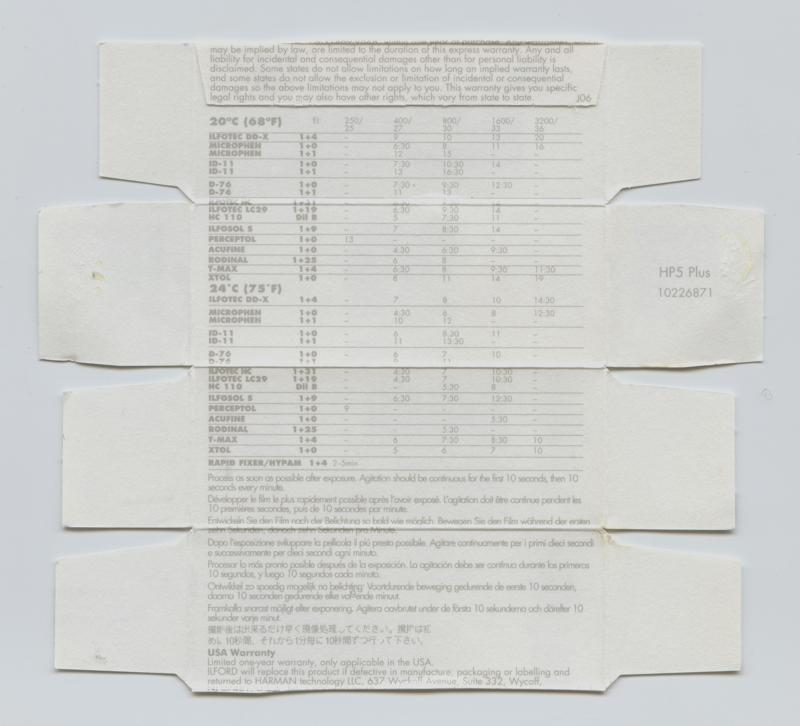 may be implied by law, are limited to the duration of this express warranty. Any and all
liability for incidental and consequential damages other than for personal liability is
disclaimed. Some states do not allow limitations on how long an implied warranty lasts,
and some states do not allow the exclusion or limitation of incidental or consequential
damages so the above limitations may not apply to you. This warranty gives you specific
legal rights and you may also have other rights, which vary from state to state. J06
20°C (68°F) EI: 250/25 400/27 800/30 1600/33 3200/36
ILFOTEC DD-X 1+4 – 9 10 13 20
MICROPHEN 1+0 – 6:30 8 11 16
MICROPHEN 1+1 – 12 15 – –
ID-11 1+0 – 7:30 10:30 14 –
ID-11 1+1 – 13 16:30 – –
D-76 1+0 – 7:30 9:30 12:30 –
D-76 1+1 – 11 13 – –
ILFOTEC HC 1+31
ILFOTEC LC29 1+19 – 6:30 9:30 14 –
HC 110 Dil B – 5 7:30 11 –
ILFOSOL S 1+9 – 7 8:30 14 –
PERCEPTOL 1+0 13 – – – –
ACUFINE 1+0 – 4:30 6:30 9:30 –
RODINAL 1+25 – 6 8 – –
T-MAX 1+4 – 6:30 8 9:30 11:30
XTOL 1+0 – 8 11 14 19
24°C (75°F)
ILFOTEC DD-X 1+4 – 7 8 10 14:30
MICROPHEN 1+0 – 4:30 6 8 12:30
MICROPHEN 1+1 – 10 12 – –
ID-11 1+0 – 6 8:30 11 –
ID-11 1+1 – 11 13:30 – –
D-76 1+0 – 6 7 10 –
D-76 1+1 – 9 11 – –
ILFOTEC HC 1+31 – 4:30 7 10:30 –
ILFOTEC LC29 1+19 – 4:30 7 10:30 –
HC 110 Dil B – – 5:30 8 –
ILFOSOL S 1+9 – 6:30 7:30 12:30 –
PERCEPTOL 1+0 9 – – – –
ACUFINE 1+0 – – – 5:30 –
RODINAL 1+25 – – 5:30 – –
T-MAX 1+4 – 6 7:30 8:30 10
XTOL 1+0 – 5 6 7 10
RAPID FIXER/HYPAM 1+4 2–5min
HP5 Plus
10226871
Process as soon as possible after exposure. Agitation should be continuous for the first 10 seconds, then 10
seconds every minute.
Développer le film le plus rapidement possible après l'avoir exposé. L'agitation doit être continue pendent les
10 premières secondes, puis de 10 secondes par minute.
Entwickeln Sie den Film nach der Belichtung so bald wie möglich. Bewegen Sie den Film während der ersten
zehn Sekunden, danach zehn Sekunden pro Minute.
Dopo l'esposizione sviluppare la pellicola il più presto possibile. Agitare continuamente per i primi dieci secondi
e successivamente per dieci secondi ogni minuto.
Procesar lo más pronto posible después de la exposición. La agitación debe ser continua durante los primeros
10 segundos, y luego 10 segundos cada minuto.
Ontwikkel zo spoedig mogelijk na belichting. Voortdurende beweging gedurende de eerste 10 seconden,
daarna 10 seconden gedurende elke volgende minuut.
Framkalla snarast möjligt efter exponering. Agitera oavbrutet under de första 10 sekunderna och därefter 10
sekunder varje minut.
撮影後は出来るだけ早く現像処理してください。撹拌は初
めに10秒間、それから1分毎に10秒間ずつ行って下さい。
USA Warranty
Limited one-year warranty, only applicable in the USA.
ILFORD will replace this product if defective in manufacture, packaging or labelling and
returned to HARMAN technology LLC, 637 Wyckoff Avenue, Suite 332, Wycoff,